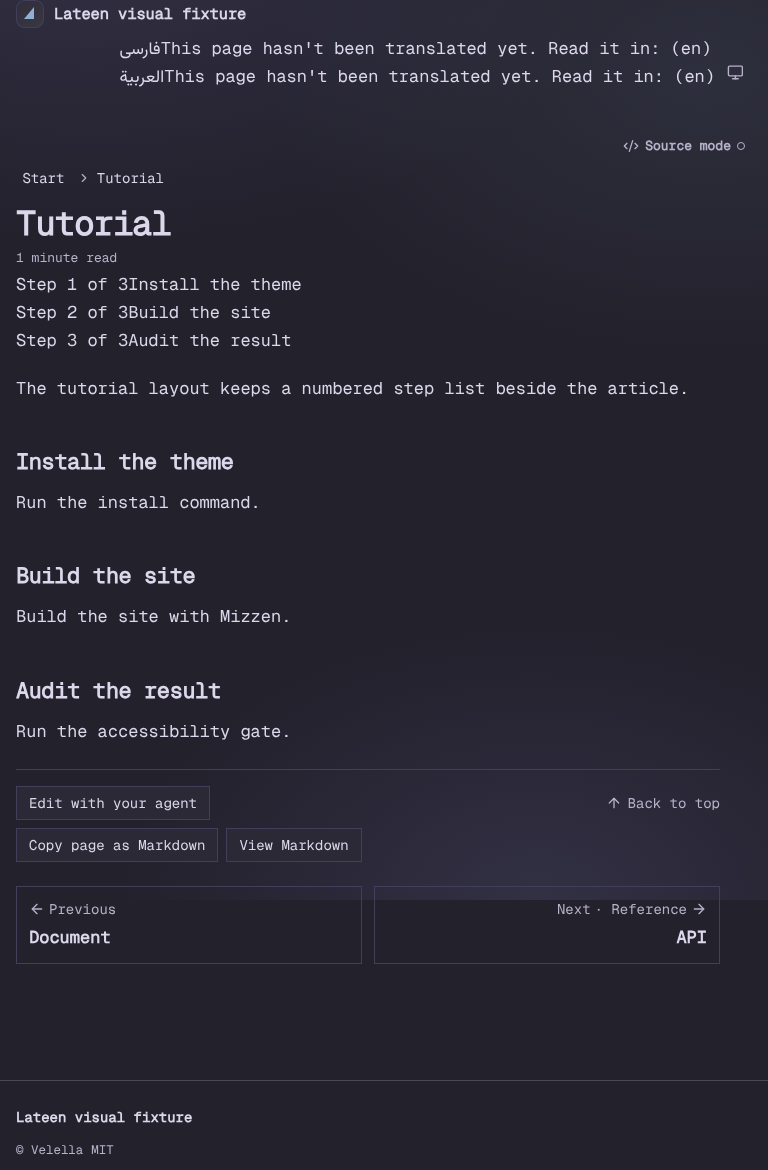 Lateen visual fixture
فارسیThis page hasn't been translated yet. Read it in: (en)
العربيةThis page hasn't been translated yet. Read it in: (en)
</> Source mode
Start > Tutorial
Tutorial
1 minute read
Step 1 of 3Install the theme
Step 2 of 3Build the site
Step 3 of 3Audit the result
The tutorial layout keeps a numbered step list beside the article.
Install the theme
Run the install command.
Build the site
Build the site with Mizzen.
Audit the result
Run the accessibility gate.
Edit with your agent
↑ Back to top
Copy page as Markdown
View Markdown
← Previous
Document
Next · Reference →
API
Lateen visual fixture
© Velella MIT